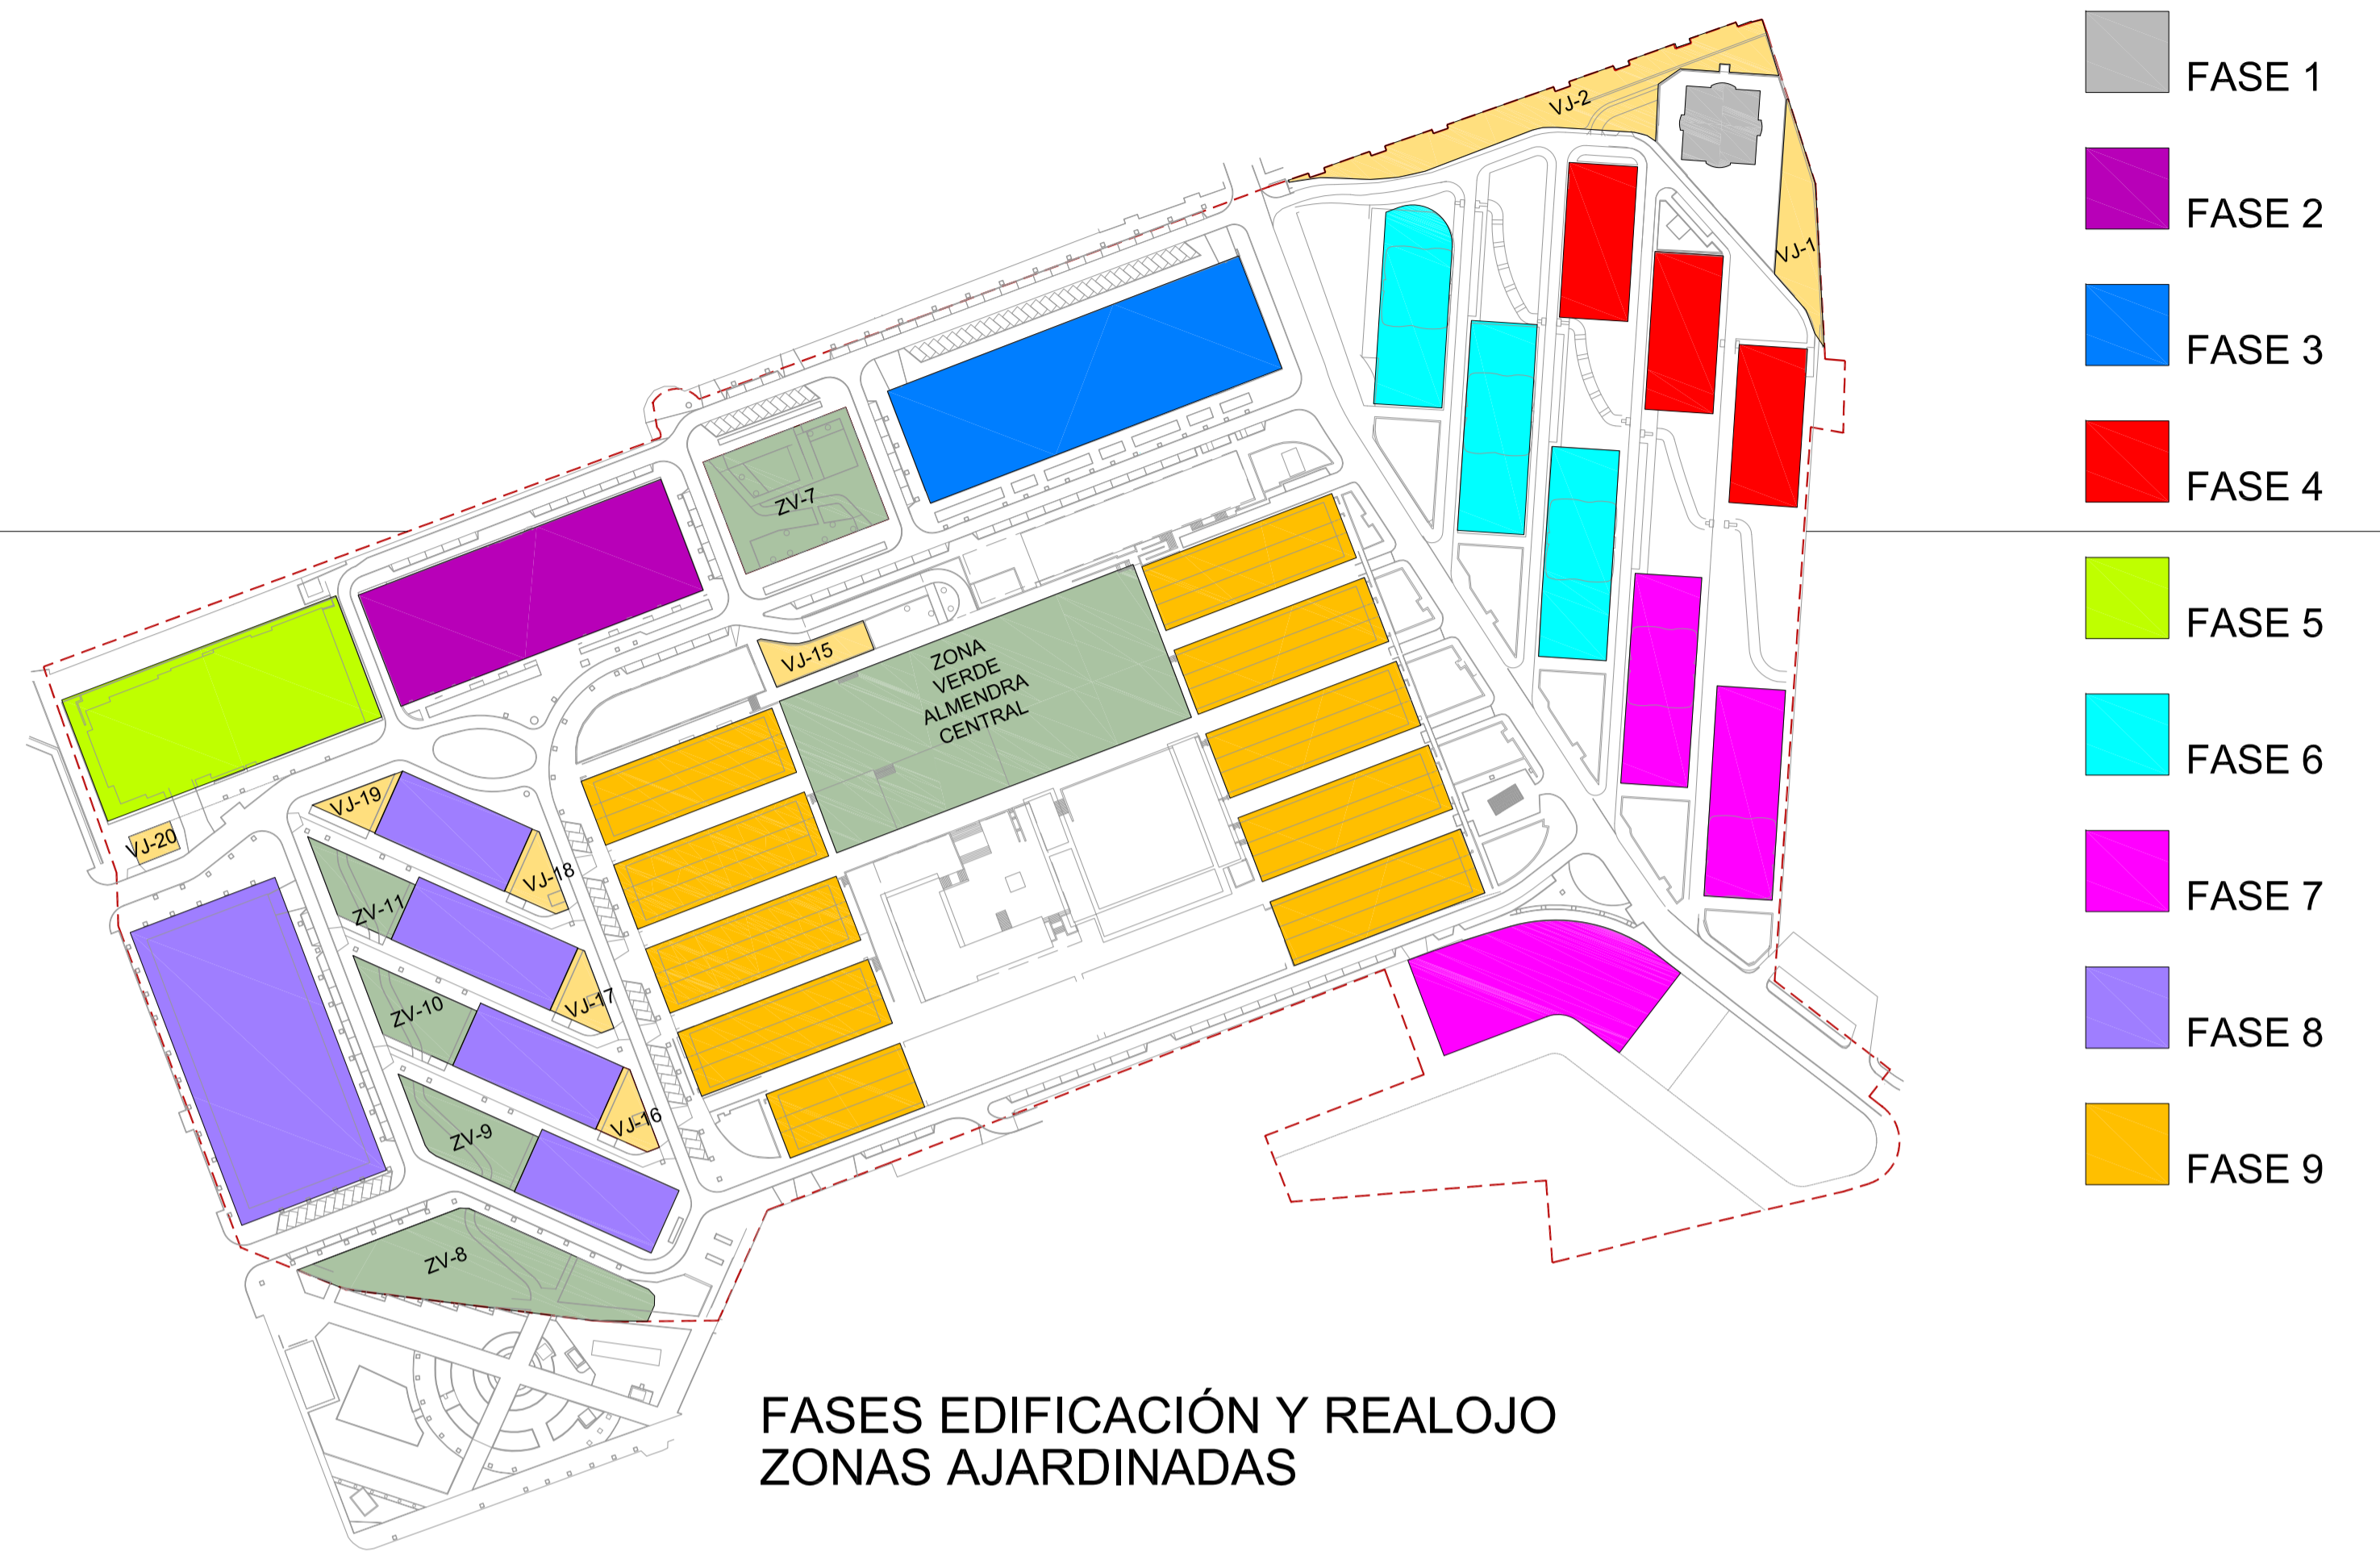 FASE 1
FASE 2
FASE 3
FASE 4
FASE 5
FASE 6
FASE 7
FASE 8
FASE 9
VJ-2
VJ-1
ZV-7
VJ-15
ZONA
VERDE
ALMENDRA
CENTRAL
VJ-19
VJ-20
VJ-18
ZV-11
VJ-17
ZV-10
VJ-16
ZV-9
ZV-8
FASES EDIFICACIÓN Y REALOJO
ZONAS AJARDINADAS